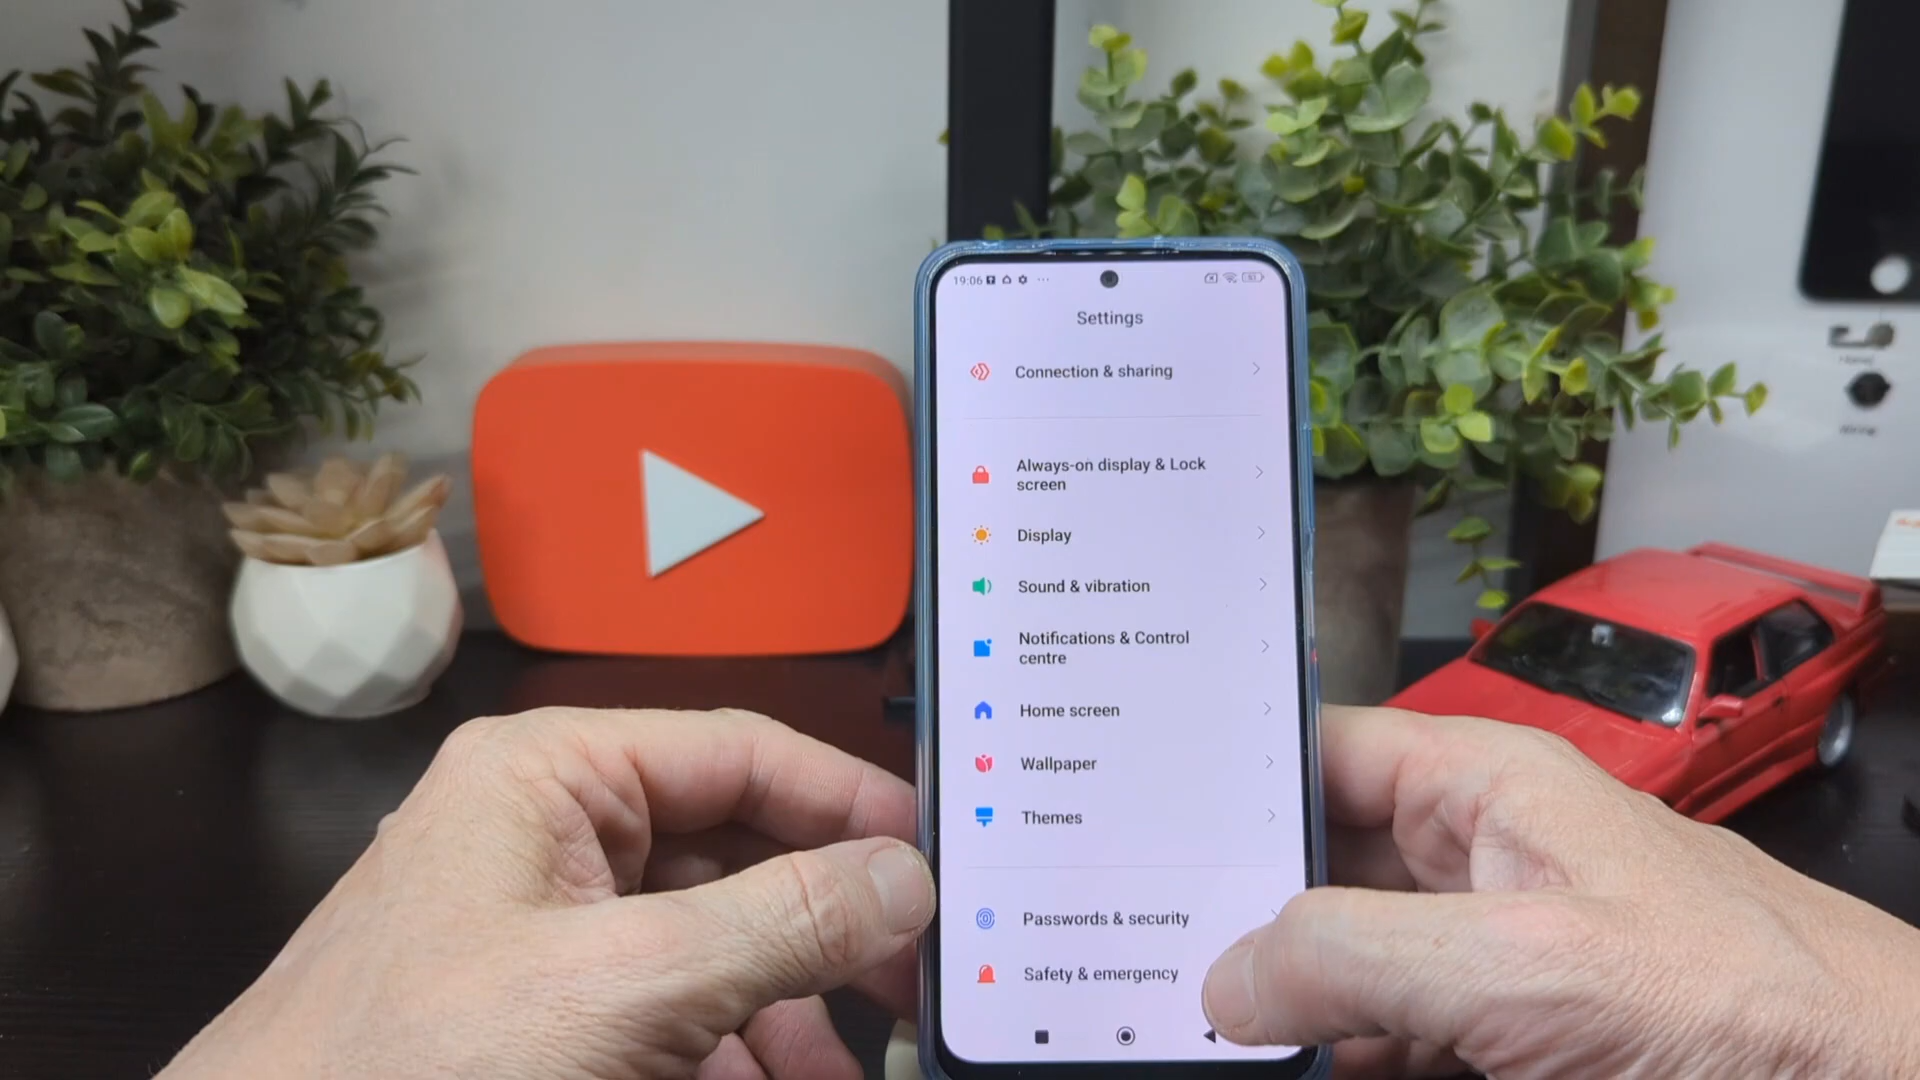 19:06
Settings
Connection & sharing
Always-on display & Lock
screen
Display
Sound & vibration
Notifications & Control
centre
Home screen
Wallpaper
Themes
Passwords & security
Safety & emergency